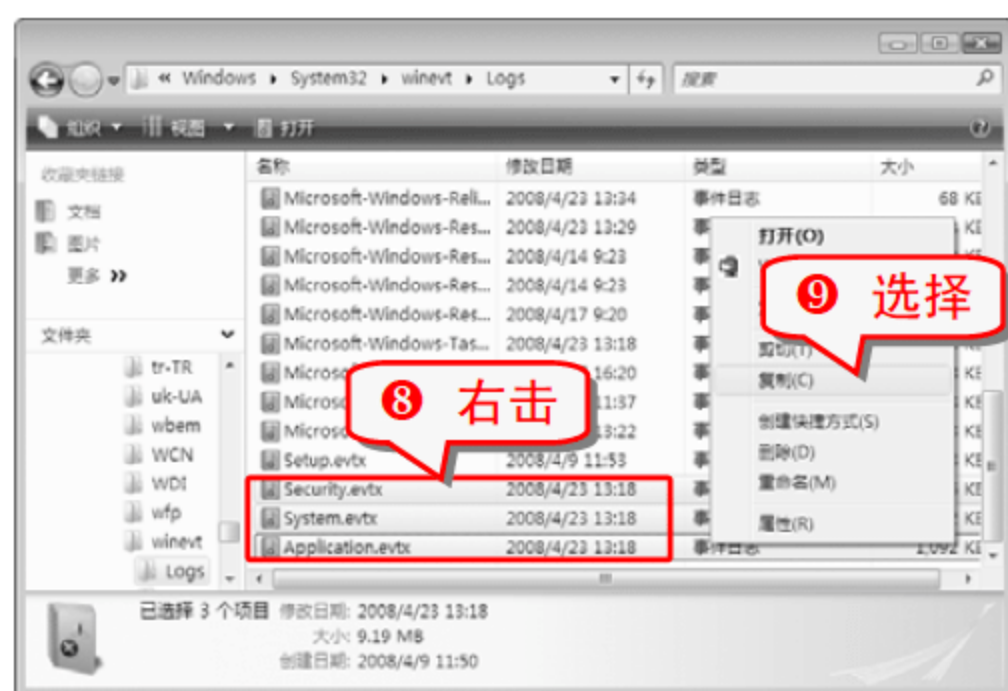 « Windows ▸ System32 ▸ winevt ▸ Logs
搜索
组织 视图 打开
收藏夹链接
文档
图片
更多 »
文件夹
tr-TR
uk-UA
wbem
WCN
WDI
wfp
winevt
Logs
名称 修改日期 类型 大小
Microsoft-Windows-Reli... 2008/4/23 13:34 事件日志 68 KB
Microsoft-Windows-Res... 2008/4/23 13:29
Microsoft-Windows-Res... 2008/4/14 9:23
Microsoft-Windows-Res... 2008/4/14 9:23
Microsoft-Windows-Res... 2008/4/17 9:20
Microsoft-Windows-Tas... 2008/4/23 13:18
16:20
11:37
13:22
Setup.evtx 2008/4/9 11:53
Security.evtx 2008/4/23 13:18
System.evtx 2008/4/23 13:18
Application.evtx 2008/4/23 13:18 事件日志 1,092 KB
打开(O)
剪切(T)
复制(C)
创建快捷方式(S)
删除(D)
重命名(M)
属性(R)
❽ 右击
❾ 选择
已选择 3 个项目 修改日期: 2008/4/23 13:18
大小: 9.19 MB
创建日期: 2008/4/9 11:50